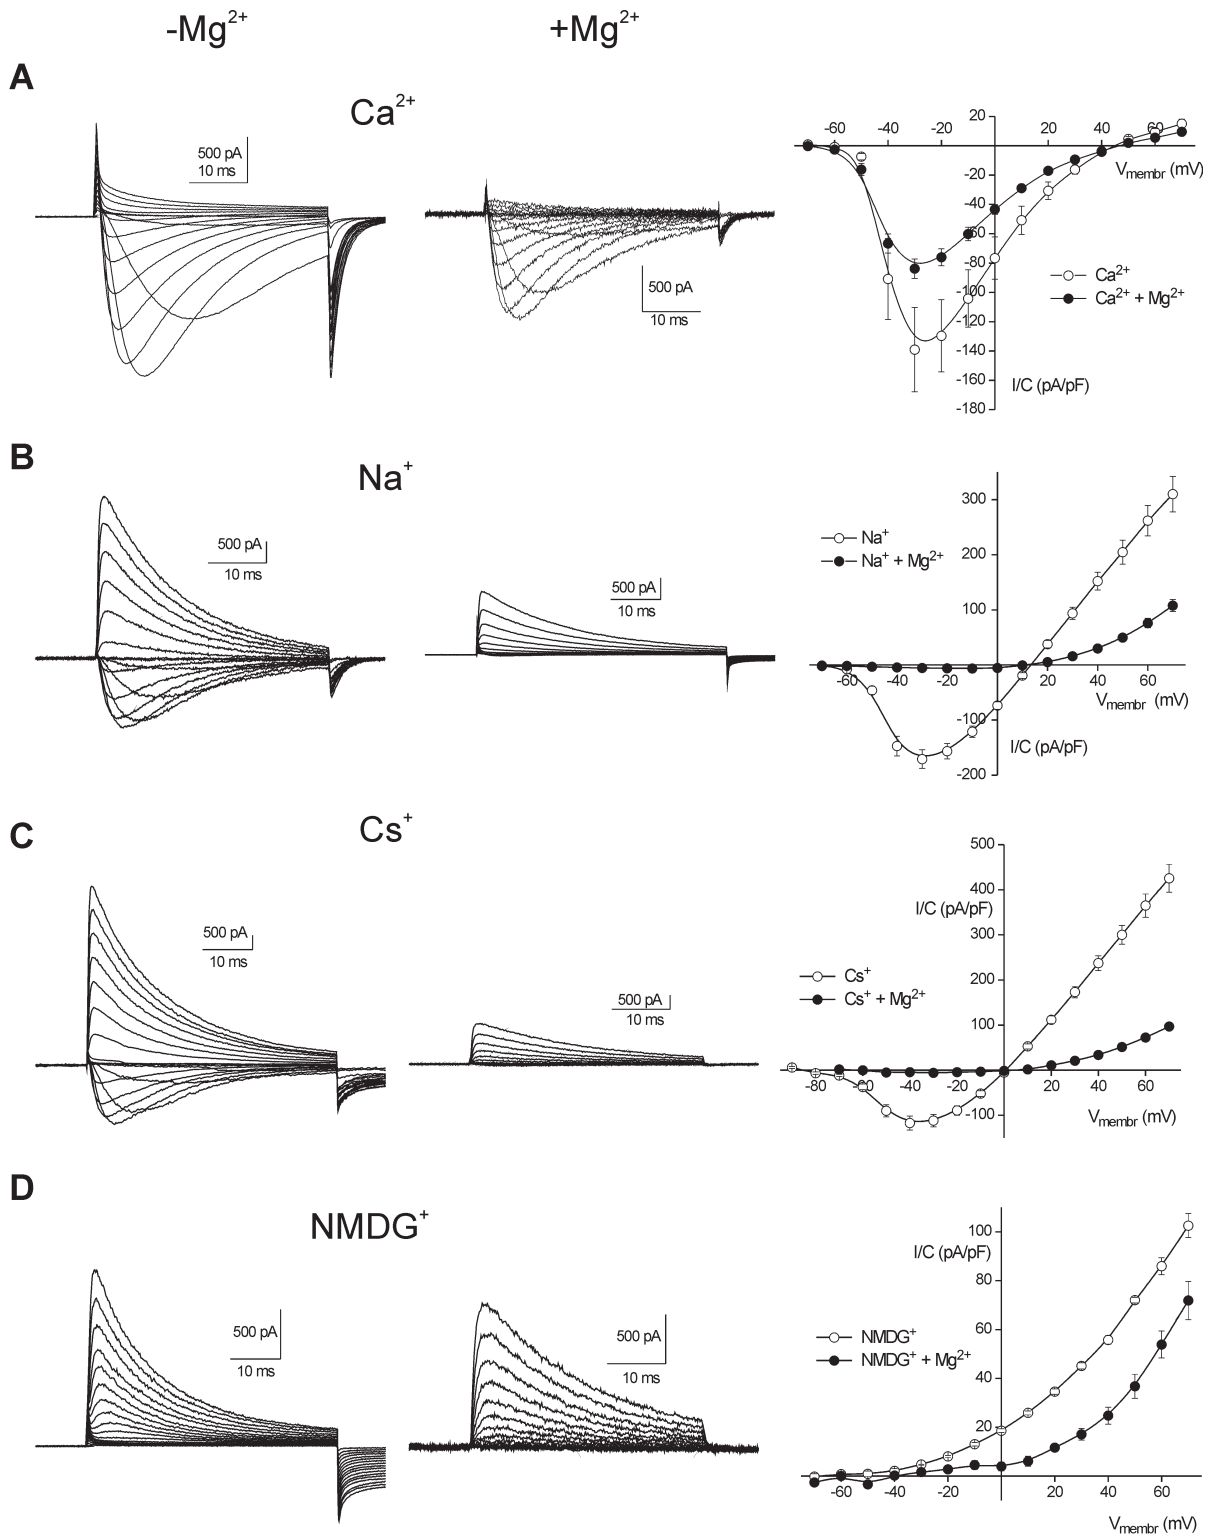 -Mg2+
+Mg2+
A
Ca2+
500 pA
10 ms
500 pA
10 ms
20
-60
-40
-20
20
40
60
Vmembr (mV)
-20
-40
-60
-80
-100
-120
-140
-160
-180
Ca2+
Ca2+ + Mg2+
I/C (pA/pF)
B
Na+
500 pA
10 ms
500 pA
10 ms
300
200
100
Na+
Na+ + Mg2+
-60
-40
-20
20
40
60
Vmembr (mV)
-100
-200
I/C (pA/pF)
C
Cs+
500 pA
10 ms
500 pA
10 ms
500
400
I/C (pA/pF)
300
200
100
Cs+
Cs+ + Mg2+
-80
-60
-40
-20
20
40
60
-100
Vmembr (mV)
D
NMDG+
500 pA
10 ms
500 pA
10 ms
100
I/C (pA/pF)
80
60
40
20
NMDG+
NMDG+ + Mg2+
-60
-40
-20
20
40
60
Vmembr (mV)